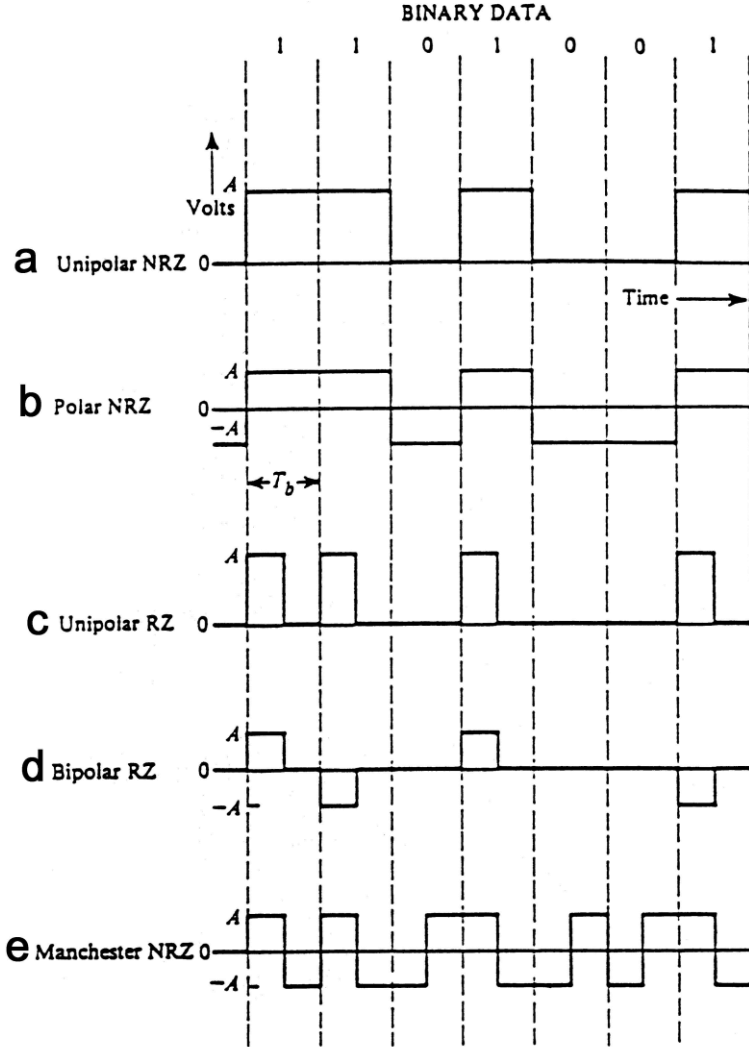 BINARY DATA
1 1 0 1 0 0 1
A
Volts
a Unipolar NRZ 0
Time
A
b Polar NRZ 0
−A
T_b
A
c Unipolar RZ 0
A
d Bipolar RZ 0
−A
A
e Manchester NRZ 0
−A